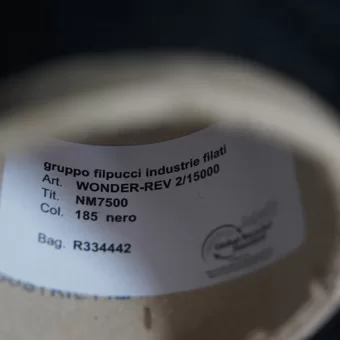 gruppo filpucci industrie filati
Art. WONDER-REV 2/15000
Tit. NM7500
Col. 185 nero
Bag. R334442